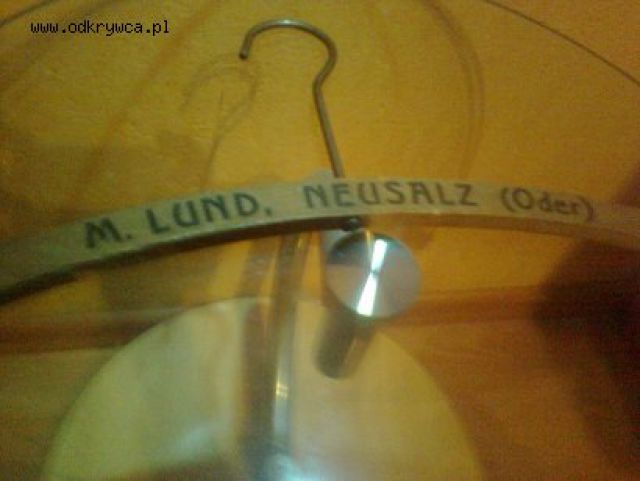 www.odkrywca.pl
M. LUND, NEUSALZ (Oder)